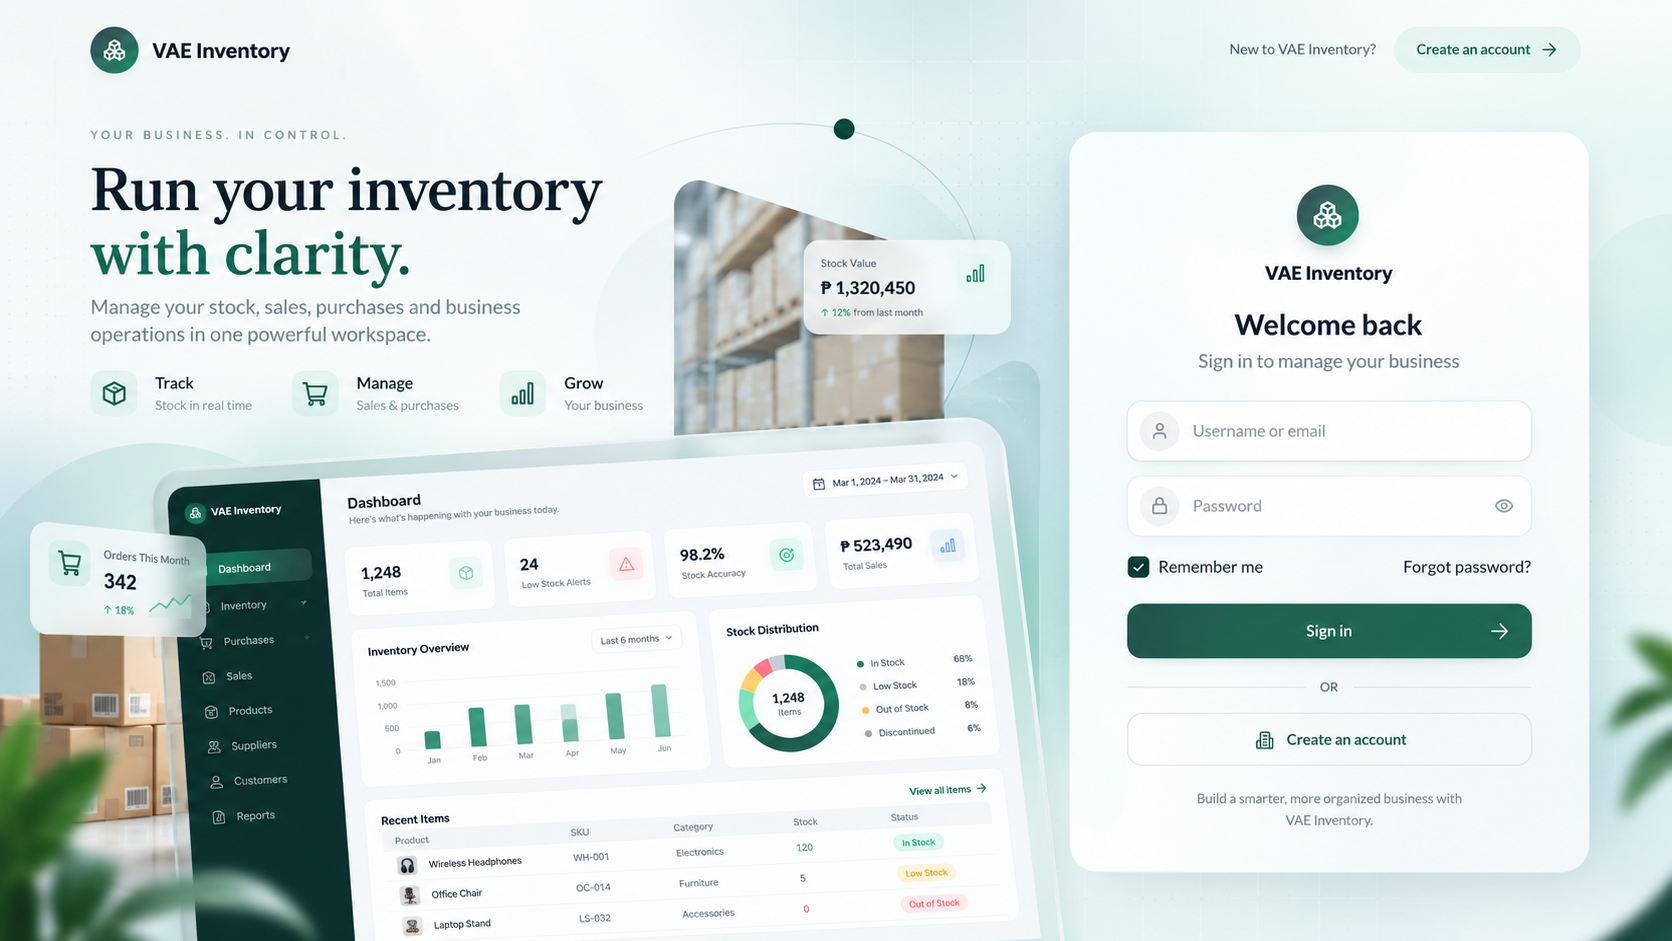 VAE Inventory
New to VAE Inventory?
Create an account
YOUR BUSINESS. IN CONTROL.
Run your inventory
with clarity.
Manage your stock, sales, purchases and business
operations in one powerful workspace.
Track
Stock in real time
Manage
Sales & purchases
Grow
Your business
Stock Value
₱ 1,320,450
↑ 12% from last month
Orders This Month
342
↑ 18%
VAE Inventory
Dashboard
Inventory
Purchases
Sales
Products
Suppliers
Customers
Reports
Dashboard
Here's what's happening with your business today.
Mar 1, 2024 – Mar 31, 2024
1,248
Total Items
24
Low Stock Alerts
98.2%
Stock Accuracy
₱ 523,490
Total Sales
Inventory Overview
Last 6 months
1,500
1,000
500
0
Jan Feb Mar Apr May Jun
Stock Distribution
1,248
Items
In Stock 68%
Low Stock 18%
Out of Stock 8%
Discontinued 6%
Recent Items
View all items →
Product SKU Category Stock Status
Wireless Headphones WH-001 Electronics 120 In Stock
Office Chair OC-014 Furniture 5 Low Stock
Laptop Stand LS-032 Accessories 0 Out of Stock
VAE Inventory
Welcome back
Sign in to manage your business
Username or email
Password
Remember me
Forgot password?
Sign in
OR
Create an account
Build a smarter, more organized business with
VAE Inventory.